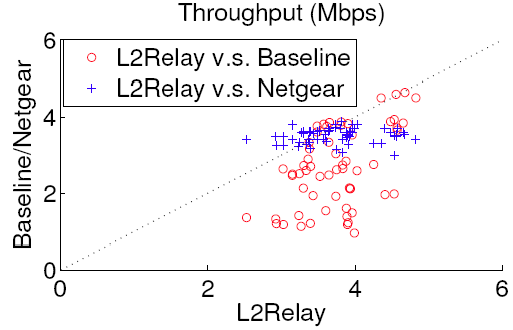 Throughput (Mbps)
6
L2Relay v.s. Baseline
L2Relay v.s. Netgear
4
2
0
Baseline/Netgear
0 2 4 6
L2Relay